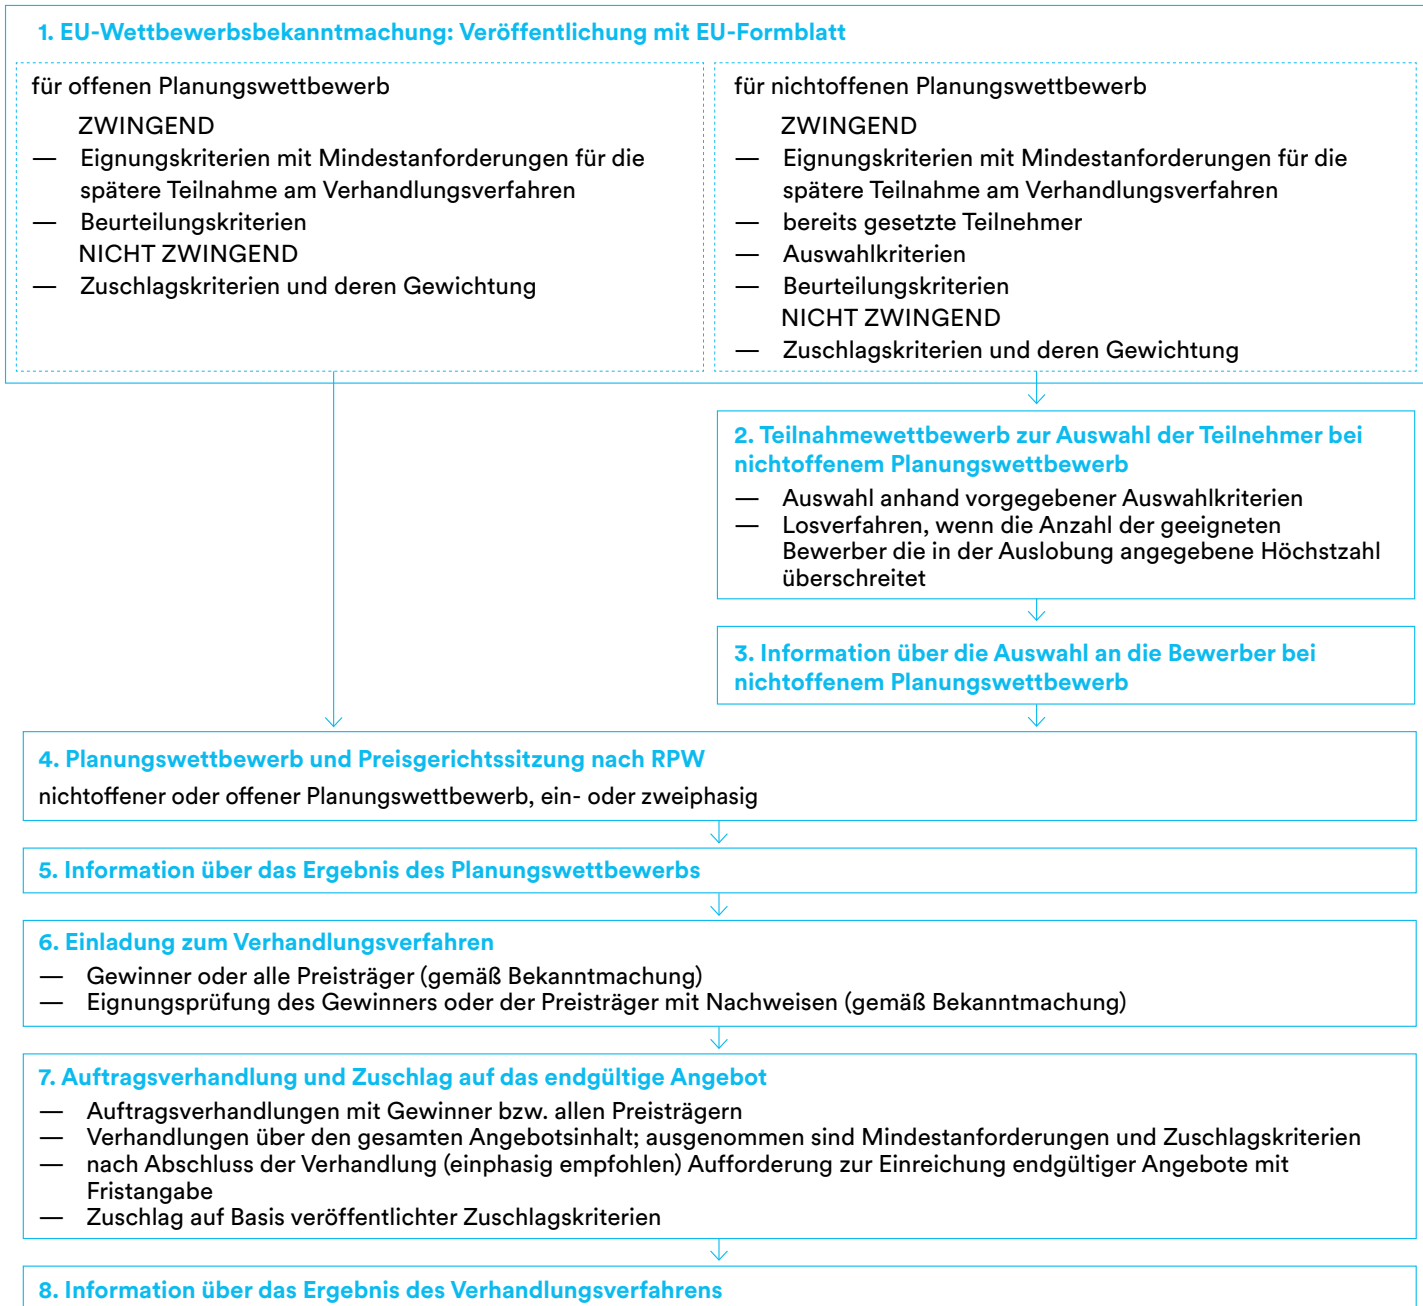 1. EU-Wettbewerbsbekanntmachung: Veröffentlichung mit EU-Formblatt
für offenen Planungswettbewerb
ZWINGEND
— Eignungskriterien mit Mindestanforderungen für die
spätere Teilnahme am Verhandlungsverfahren
— Beurteilungskriterien
NICHT ZWINGEND
— Zuschlagskriterien und deren Gewichtung
für nichtoffenen Planungswettbewerb
ZWINGEND
— Eignungskriterien mit Mindestanforderungen für die
spätere Teilnahme am Verhandlungsverfahren
— bereits gesetzte Teilnehmer
— Auswahlkriterien
— Beurteilungskriterien
NICHT ZWINGEND
— Zuschlagskriterien und deren Gewichtung
2. Teilnahmewettbewerb zur Auswahl der Teilnehmer bei
nichtoffenem Planungswettbewerb
— Auswahl anhand vorgegebener Auswahlkriterien
— Losverfahren, wenn die Anzahl der geeigneten
Bewerber die in der Auslobung angegebene Höchstzahl
überschreitet
3. Information über die Auswahl an die Bewerber bei
nichtoffenem Planungswettbewerb
4. Planungswettbewerb und Preisgerichtssitzung nach RPW
nichtoffener oder offener Planungswettbewerb, ein- oder zweiphasig
5. Information über das Ergebnis des Planungswettbewerbs
6. Einladung zum Verhandlungsverfahren
— Gewinner oder alle Preisträger (gemäß Bekanntmachung)
— Eignungsprüfung des Gewinners oder der Preisträger mit Nachweisen (gemäß Bekanntmachung)
7. Auftragsverhandlung und Zuschlag auf das endgültige Angebot
— Auftragsverhandlungen mit Gewinner bzw. allen Preisträgern
— Verhandlungen über den gesamten Angebotsinhalt; ausgenommen sind Mindestanforderungen und Zuschlagskriterien
— nach Abschluss der Verhandlung (einphasig empfohlen) Aufforderung zur Einreichung endgültiger Angebote mit
Fristangabe
— Zuschlag auf Basis veröffentlichter Zuschlagskriterien
8. Information über das Ergebnis des Verhandlungsverfahrens